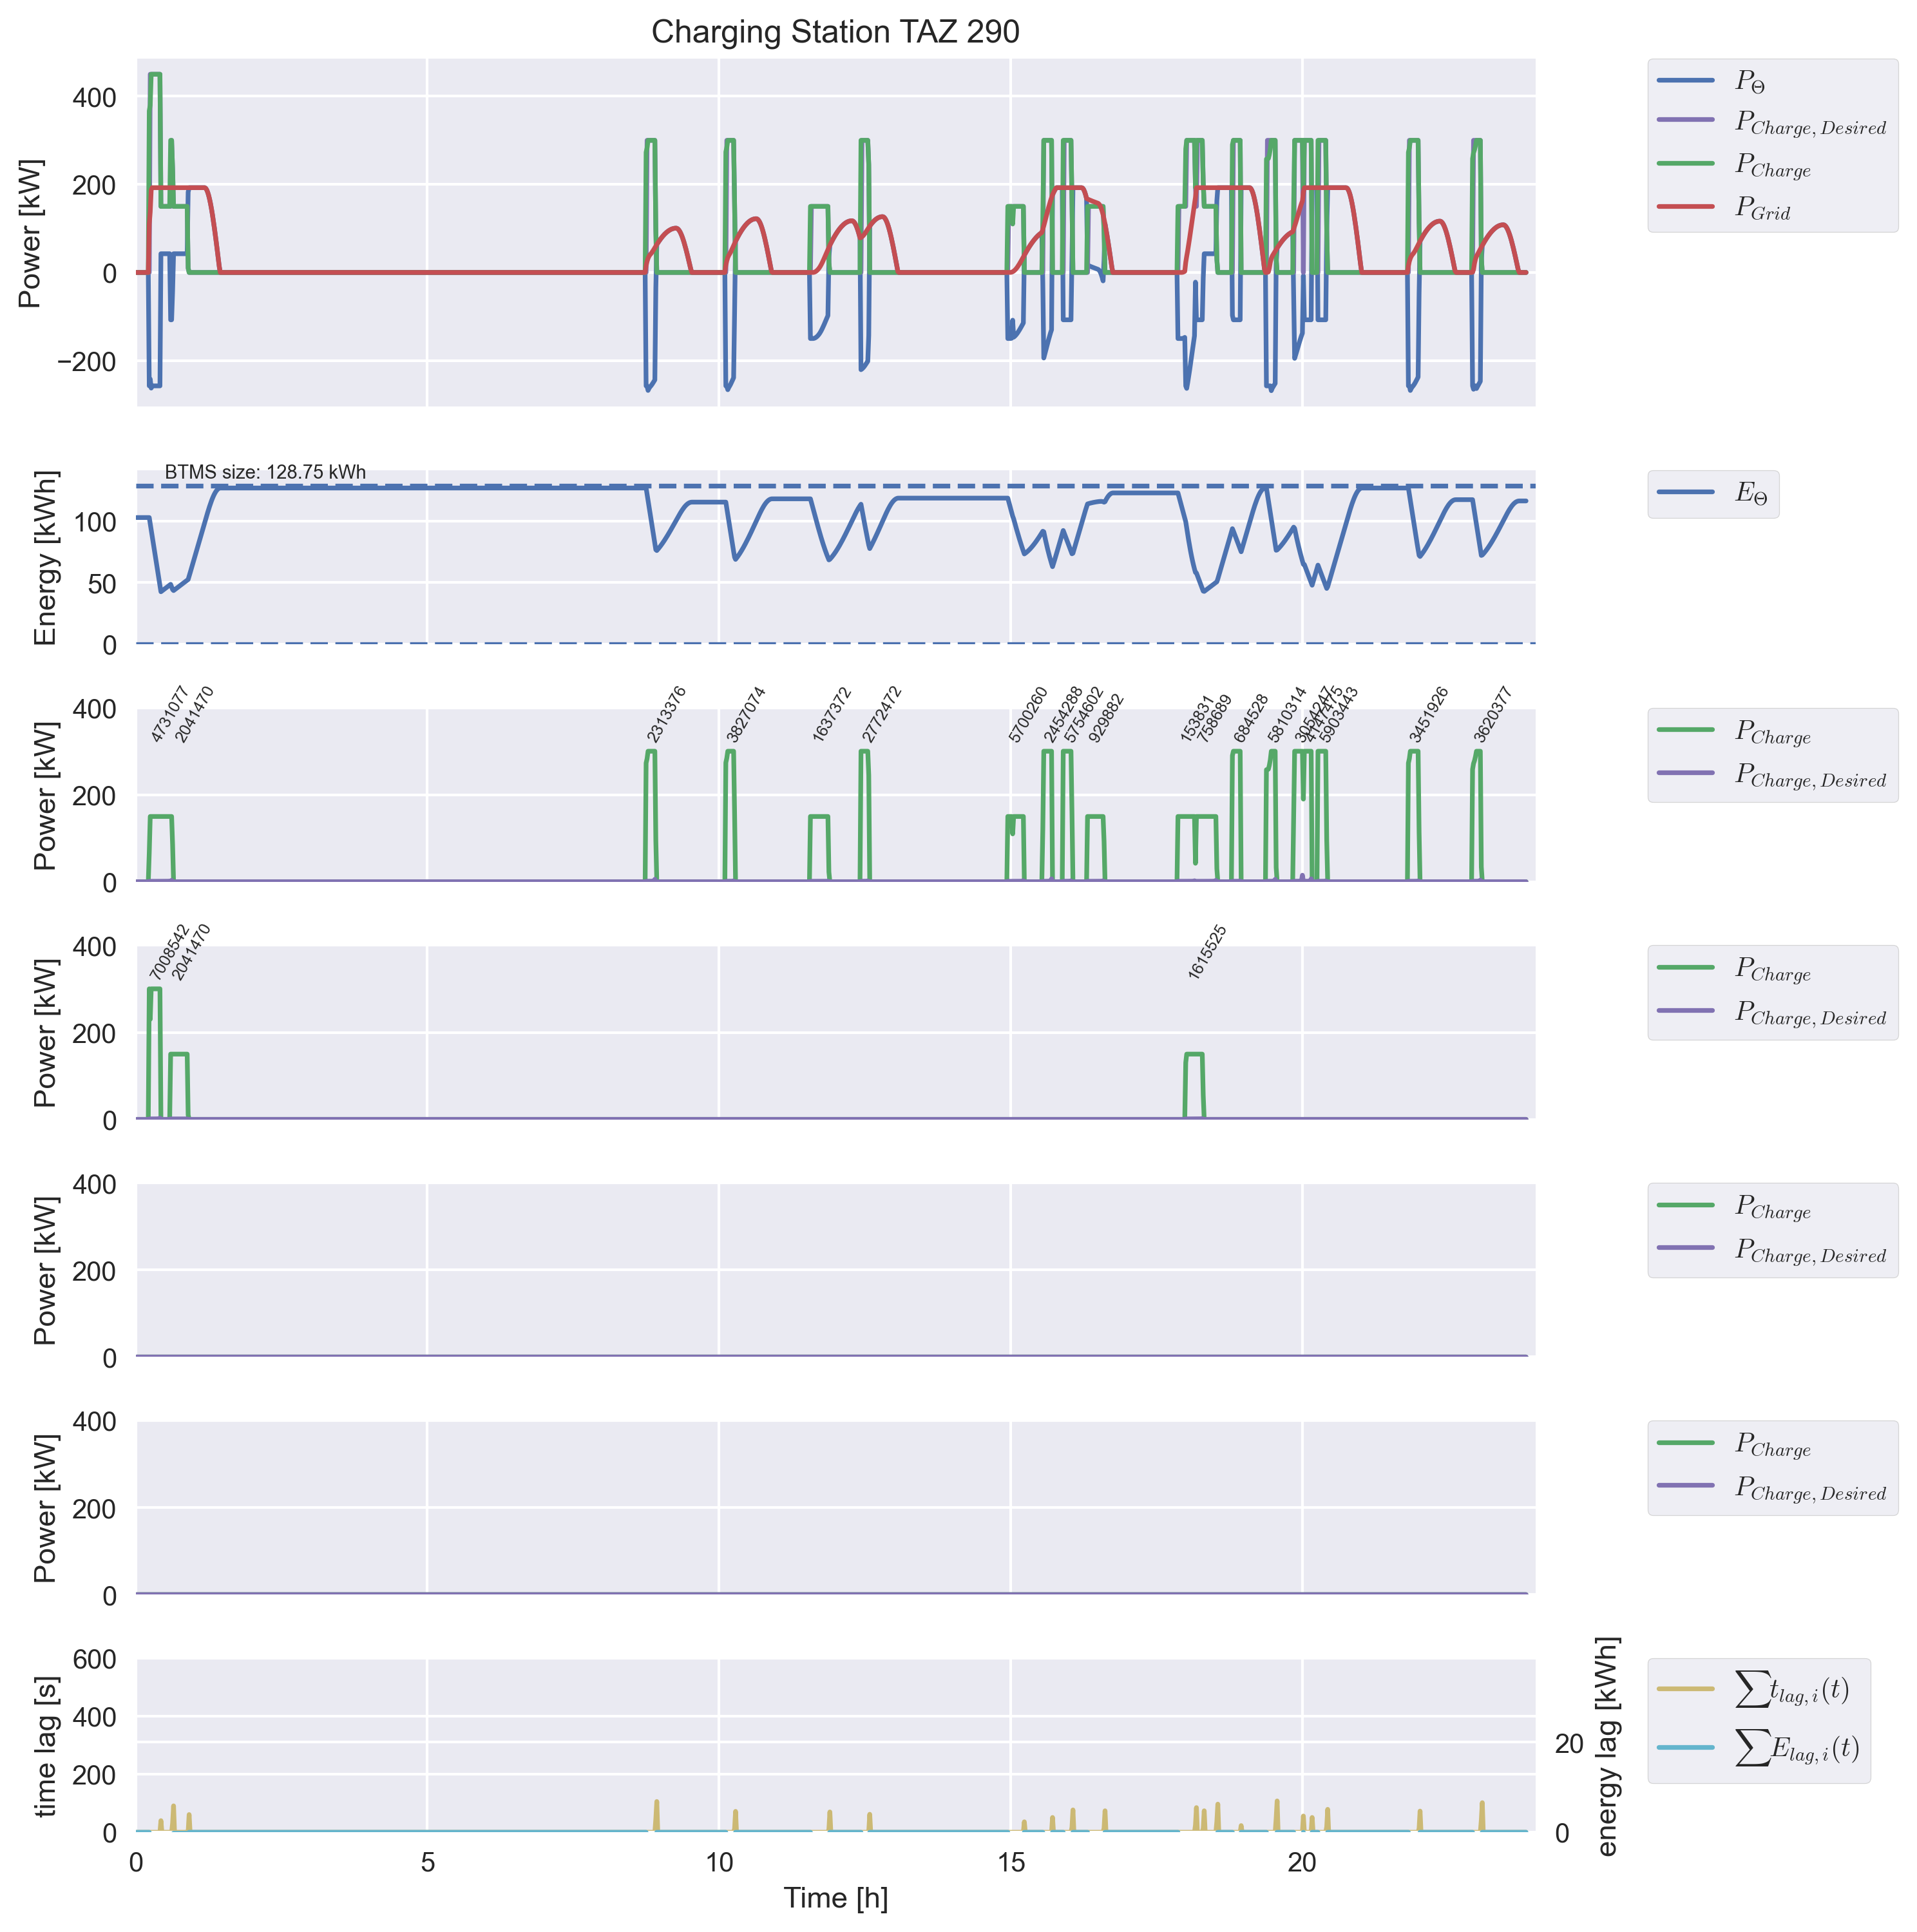 Charging Station TAZ 290
Power [kW]
400
200
0
−200
P_Θ
P_Charge, Desired
P_Charge
P_Grid
BTMS size: 128.75 kWh
Energy [kWh]
100
50
0
E_Θ
4731077
2041470
2313376
3827074
1637372
2772472
5700260
2454288
5754602
929882
153831
758689
684528
5810314
5903443
3451926
3620377
Power [kW]
400
200
0
P_Charge
P_Charge, Desired
7008542
2041470
1615525
Power [kW]
400
200
0
P_Charge
P_Charge, Desired
Power [kW]
400
200
0
P_Charge
P_Charge, Desired
Power [kW]
400
200
0
P_Charge
P_Charge, Desired
time lag [s]
600
400
200
0
energy lag [kWh]
20
0
∑t_lag, i(t)
∑E_lag, i(t)
0 5 10 15 20
Time [h]